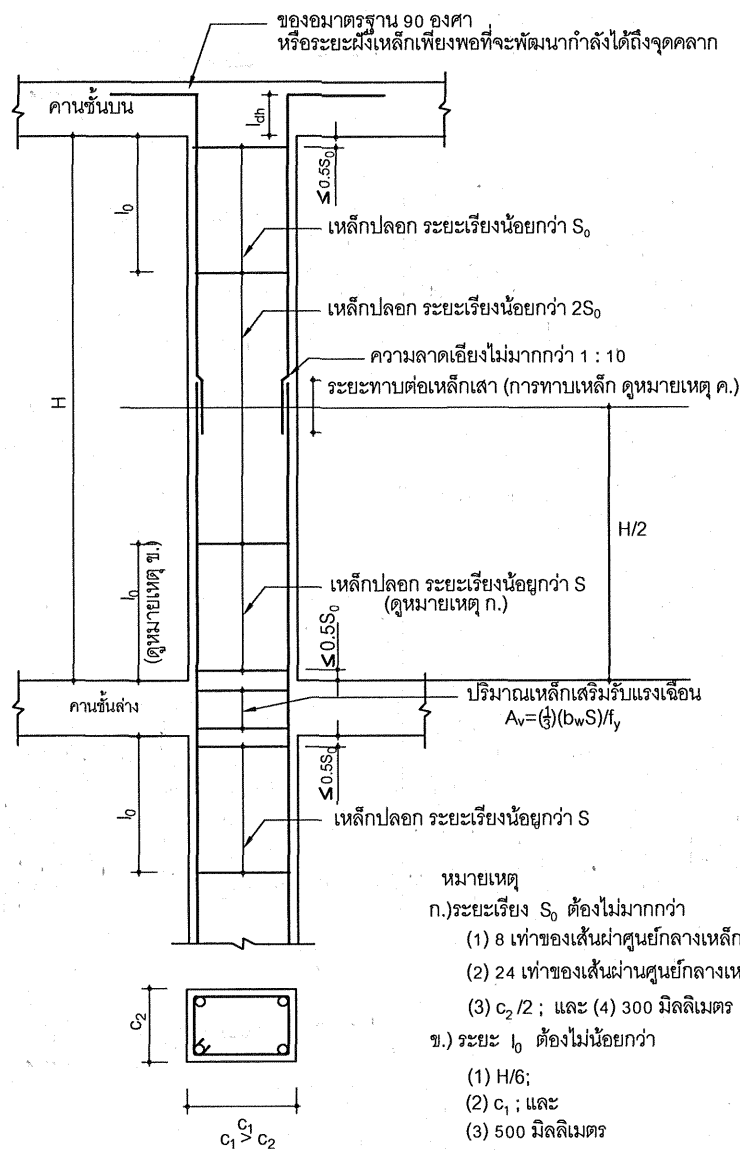 ของอมาตรฐาน 90 องศา
หรือระยะฝังเหล็กเพียงพอที่จะพัฒนากำลังได้ถึงจุดคลาก
คานชั้นบน
l_dh
≤ 0.5S₀
l₀
เหล็กปลอก ระยะเรียงน้อยกว่า S₀
เหล็กปลอก ระยะเรียงน้อยกว่า 2S₀
ความลาดเอียงไม่มากกว่า 1 : 10
ระยะทาบต่อเหล็กเสา (การทาบเหล็ก ดูหมายเหตุ ค.)
H
H/2
l₀
(ดูหมายเหตุ ข.)
เหล็กปลอก ระยะเรียงน้อยกว่า S
(ดูหมายเหตุ ก.)
≤ 0.5S₀
คานชั้นล่าง
ปริมาณเหล็กเสริมรับแรงเฉือน
Aᵥ=(⅓)(b_wS)/f_y
≤ 0.5S₀
l₀
เหล็กปลอก ระยะเรียงน้อยกว่า S
หมายเหตุ
ก.)ระยะเรียง S₀ ต้องไม่มากกว่า
(1) 8 เท่าของเส้นผ่าศูนย์กลางเหล็ก
(2) 24 เท่าของเส้นผ่านศูนย์กลางเห
(3) c₂ /2 ; และ (4) 300 มิลลิเมตร
ข.) ระยะ l₀ ต้องไม่น้อยกว่า
(1) H/6;
(2) c₁ ; และ
(3) 500 มิลลิเมตร
c₂
c₁
c₁ > c₂